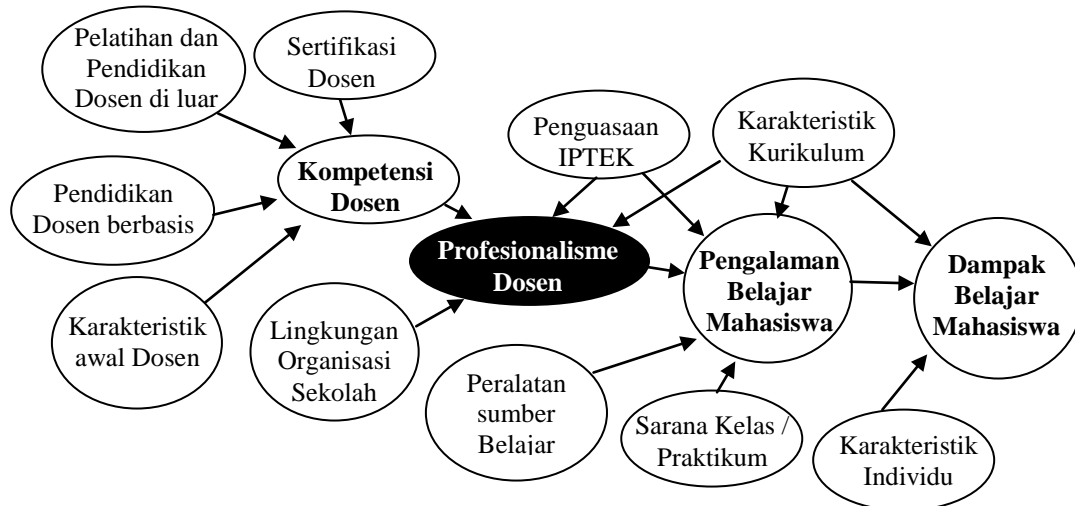 Pelatihan dan
Pendidikan
Dosen di luar
Sertifikasi
Dosen
Penguasaan
IPTEK
Karakteristik
Kurikulum
Kompetensi
Dosen
Pendidikan
Dosen berbasis
Profesionalisme
Dosen
Pengalaman
Belajar
Mahasiswa
Dampak
Belajar
Mahasiswa
Karakteristik
awal Dosen
Lingkungan
Organisasi
Sekolah
Peralatan
sumber
Belajar
Sarana Kelas /
Praktikum
Karakteristik
Individu